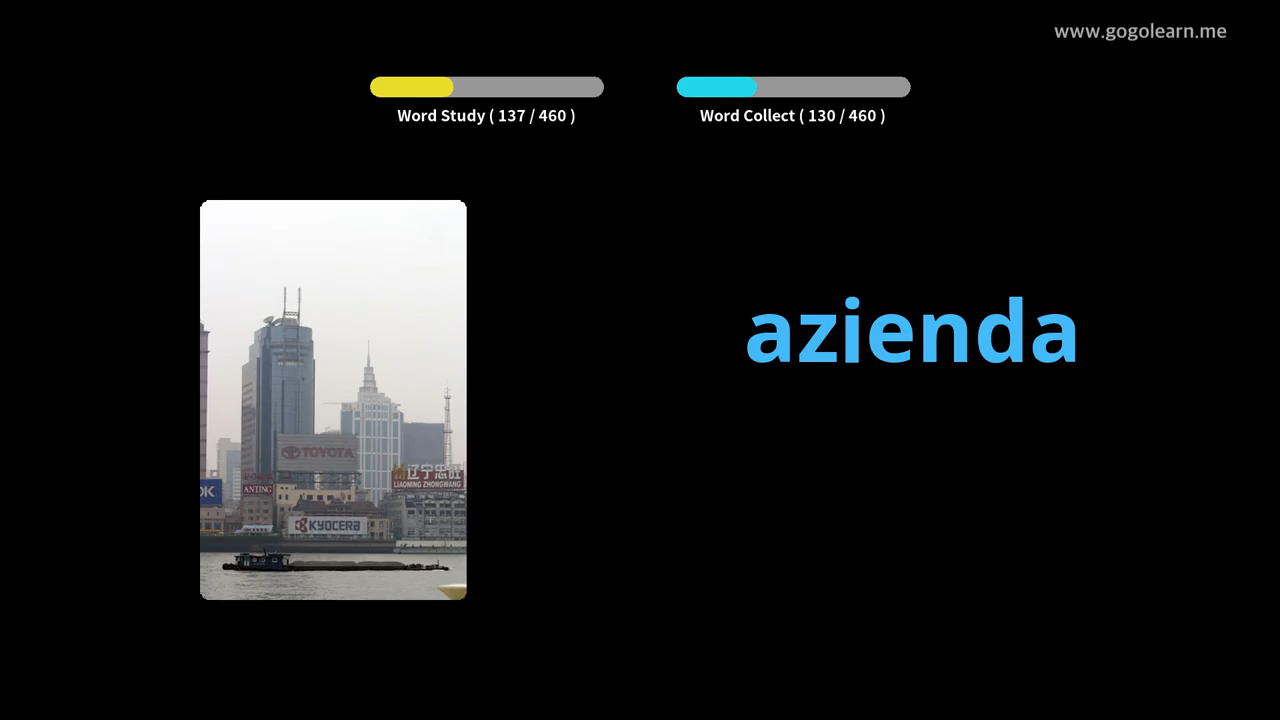 www.gogolearn.me
Word Study ( 137 / 460 )
Word Collect ( 130 / 460 )
azienda
TOYOTA
辽宁忠旺
LIAONING ZHONGWANG
OK
ANTING
KYOCERA